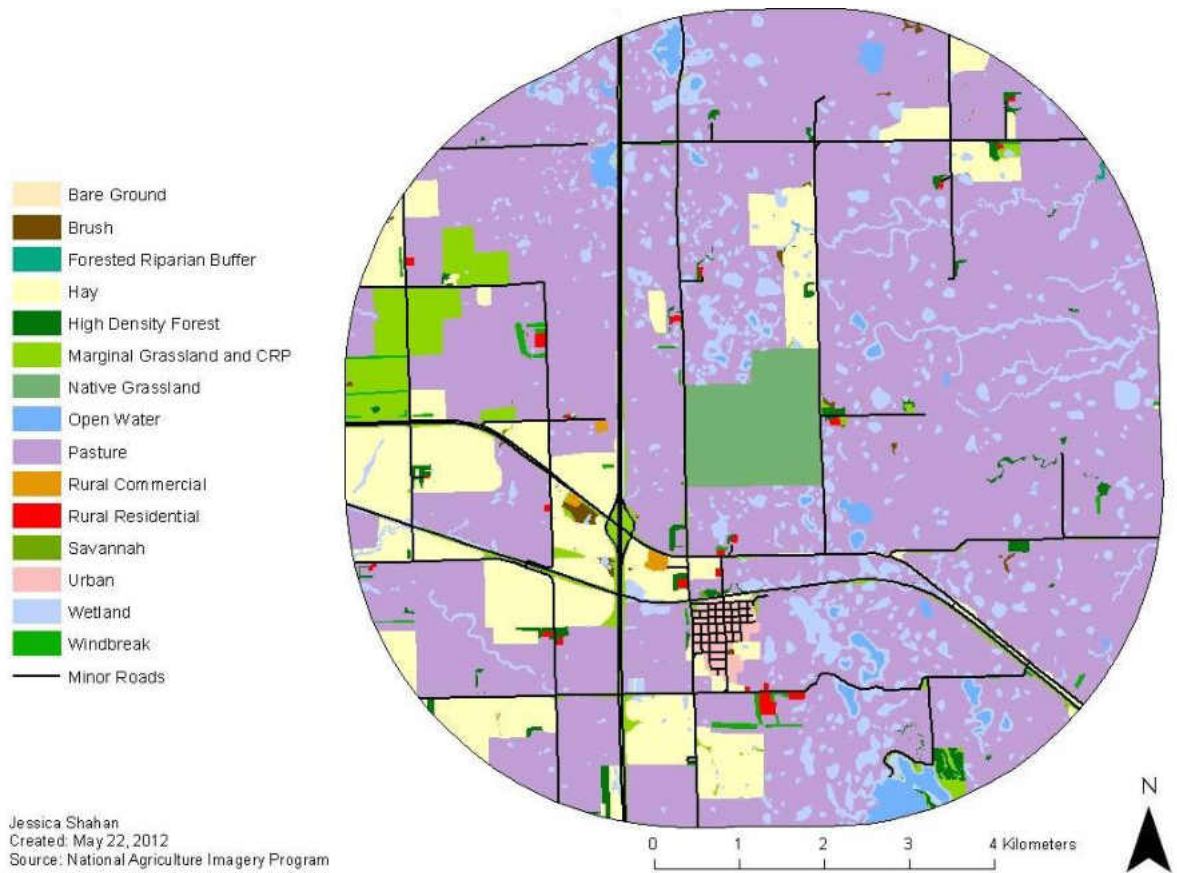 Bare Ground
Brush
Forested Riparian Buffer
Hay
High Density Forest
Marginal Grassland and CRP
Native Grassland
Open Water
Pasture
Rural Commercial
Rural Residential
Savannah
Urban
Wetland
Windbreak
Minor Roads
Jessica Shahan
Created: May 22, 2012
Source: National Agriculture Imagery Program
0 1 2 3 4 Kilometers
N